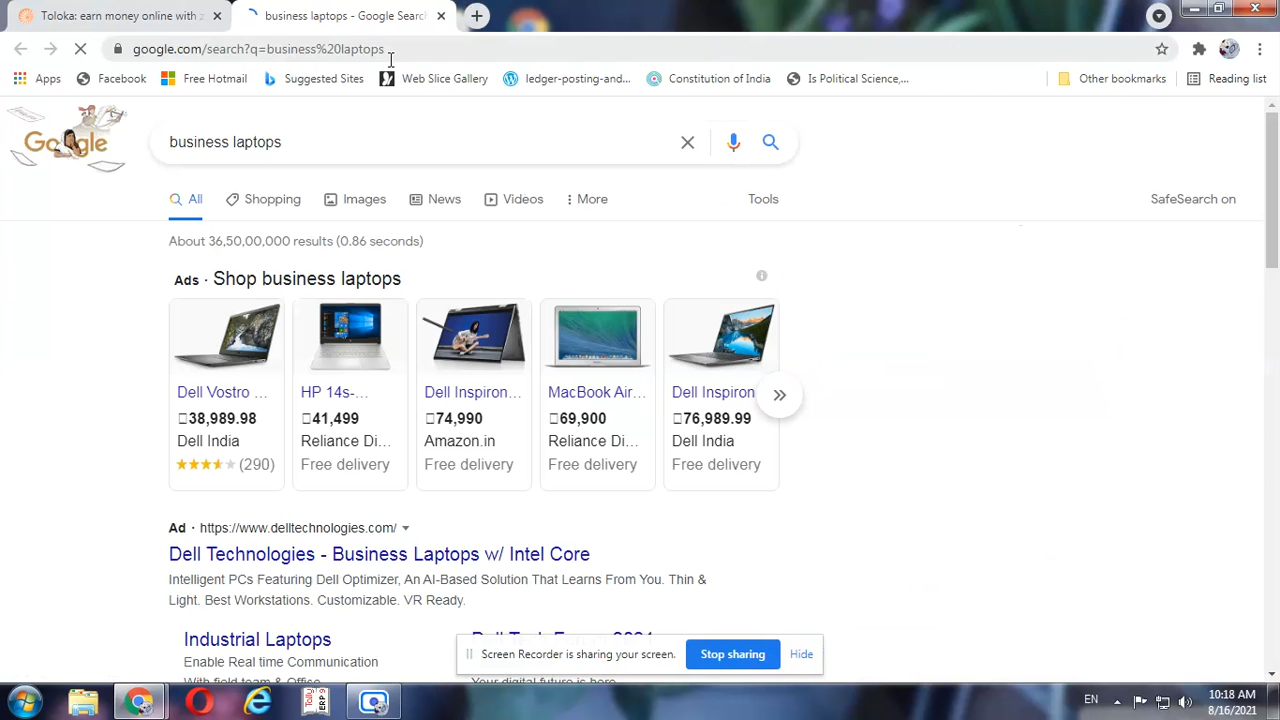 Toloka: earn money online with z
business laptops - Google Search
google.com/search?q=business%20laptops
Apps
Facebook
Free Hotmail
Suggested Sites
Web Slice Gallery
ledger-posting-and...
Constitution of India
Is Political Science,...
Other bookmarks
Reading list
Google
business laptops
All
Shopping
Images
News
Videos
More
Tools
SafeSearch on
About 36,50,00,000 results (0.86 seconds)
Ads · Shop business laptops
Dell Vostro ...
38,989.98
Dell India
(290)
HP 14s-...
41,499
Reliance Di...
Free delivery
Dell Inspiron...
74,990
Amazon.in
Free delivery
MacBook Air...
69,900
Reliance Di...
Free delivery
Dell Inspiron
76,989.99
Dell India
Free delivery
Ad · https://www.delltechnologies.com/
Dell Technologies - Business Laptops w/ Intel Core
Intelligent PCs Featuring Dell Optimizer, An AI-Based Solution That Learns From You. Thin &
Light. Best Workstations. Customizable. VR Ready.
Industrial Laptops
Enable Real time Communication
With field team & Office
Your digital future is here
Screen Recorder is sharing your screen.
Stop sharing
Hide
EN
10:18 AM
8/16/2021